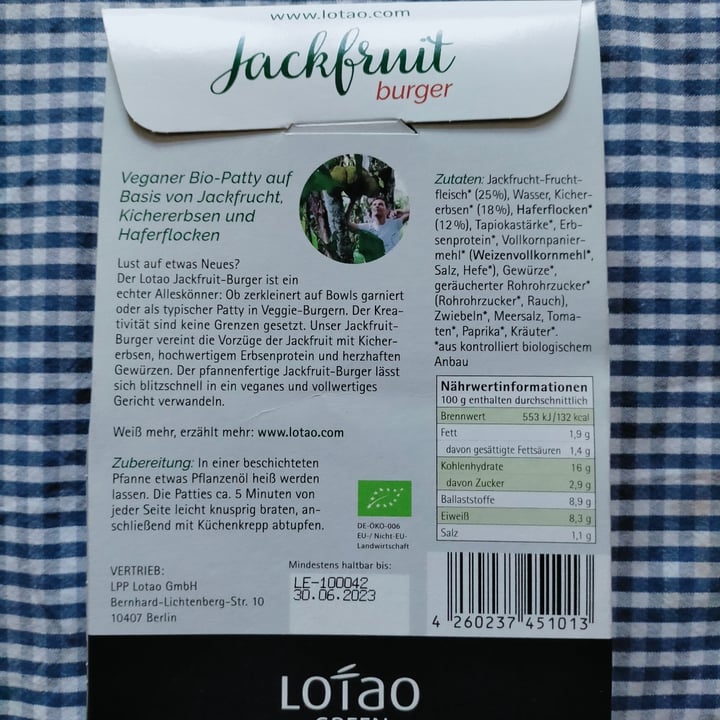 www.lotao.com
Jackfruit
burger
Veganer Bio-Patty auf
Basis von Jackfrucht,
Kichererbsen und
Haferflocken
Lust auf etwas Neues?
Der Lotao Jackfruit-Burger ist ein
echter Alleskönner: Ob zerkleinert auf Bowls garniert
oder als typischer Patty in Veggie-Burgern. Der Krea-
tivität sind keine Grenzen gesetzt. Unser Jackfruit-
Burger vereint die Vorzüge der Jackfruit mit Kicher-
erbsen, hochwertigem Erbsenprotein und herzhaften
Gewürzen. Der pfannenfertige Jackfruit-Burger lässt
sich blitzschnell in ein veganes und vollwertiges
Gericht verwandeln.
Weiß mehr, erzählt mehr: www.lotao.com
Zubereitung: In einer beschichteten
Pfanne etwas Pflanzenöl heiß werden
lassen. Die Patties ca. 5 Minuten von
jeder Seite leicht knusprig braten, an-
schließend mit Küchenkrepp abtupfen.
VERTRIEB:
LPP Lotao GmbH
Bernhard-Lichtenberg-Str. 10
10407 Berlin
DE-ÖKO-006
EU-/ Nicht-EU-
Landwirtschaft
Mindestens haltbar bis:
LE-100042
30.06.2023
Zutaten: Jackfrucht-Frucht-
fleisch* (25%), Wasser, Kicher-
erbsen* (18%), Haferflocken*
(12%), Tapiokastärke*, Erb-
senprotein*, Vollkornpanier-
mehl* (Weizenvollkornmehl*,
Salz, Hefe*), Gewürze*,
geräucherter Rohrohrzucker*
(Rohrohrzucker*, Rauch),
Zwiebeln*, Meersalz, Toma-
ten*, Paprika*, Kräuter*.
*aus kontrolliert biologischem
Anbau
Nährwertinformationen
100 g enthalten durchschnittlich
Brennwert 553 kJ/132 kcal
Fett 1,9 g
davon gesättigte Fettsäuren 1,4 g
Kohlenhydrate 16 g
davon Zucker 2,9 g
Ballaststoffe 8,9 g
Eiweiß 8,3 g
Salz 1,1 g
4 260237 451013
LOTAO
GREEN